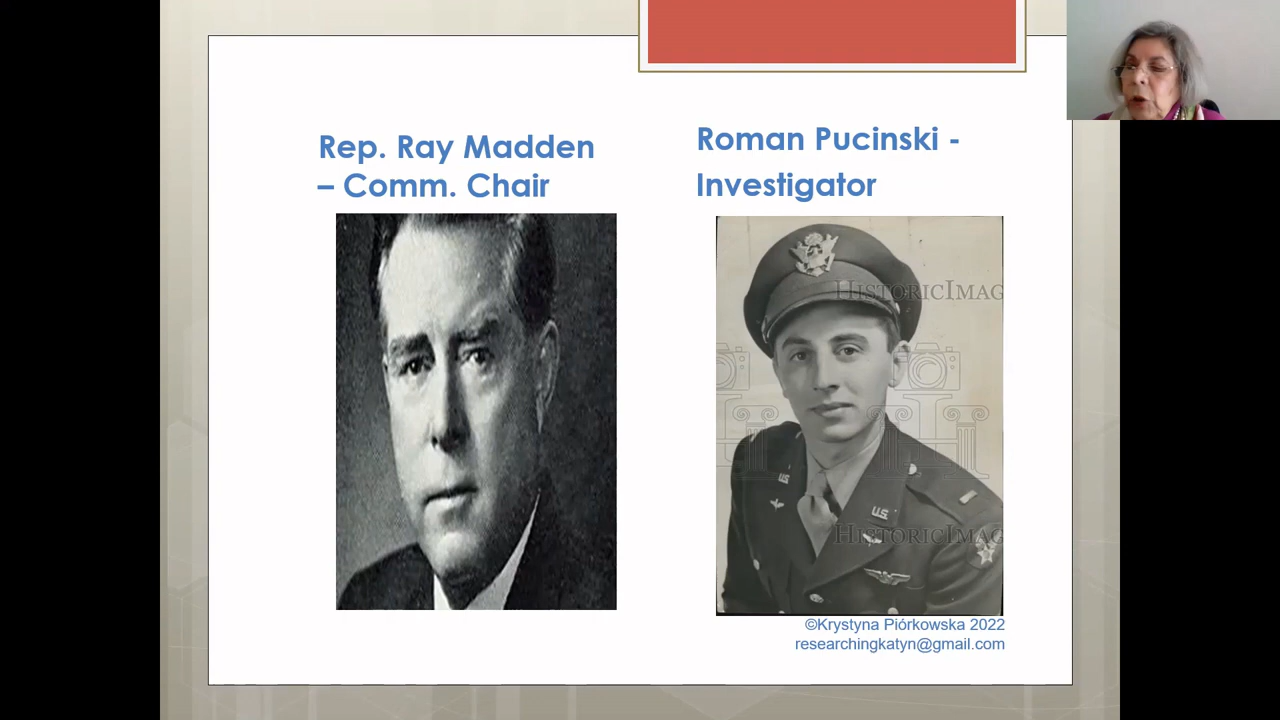 Rep. Ray Madden
– Comm. Chair
Roman Pucinski -
Investigator
HISTORICIMAG
U.S.
U.S.
HISTORICIMAG
©Krystyna Piórkowska 2022
researchingkatyn@gmail.com